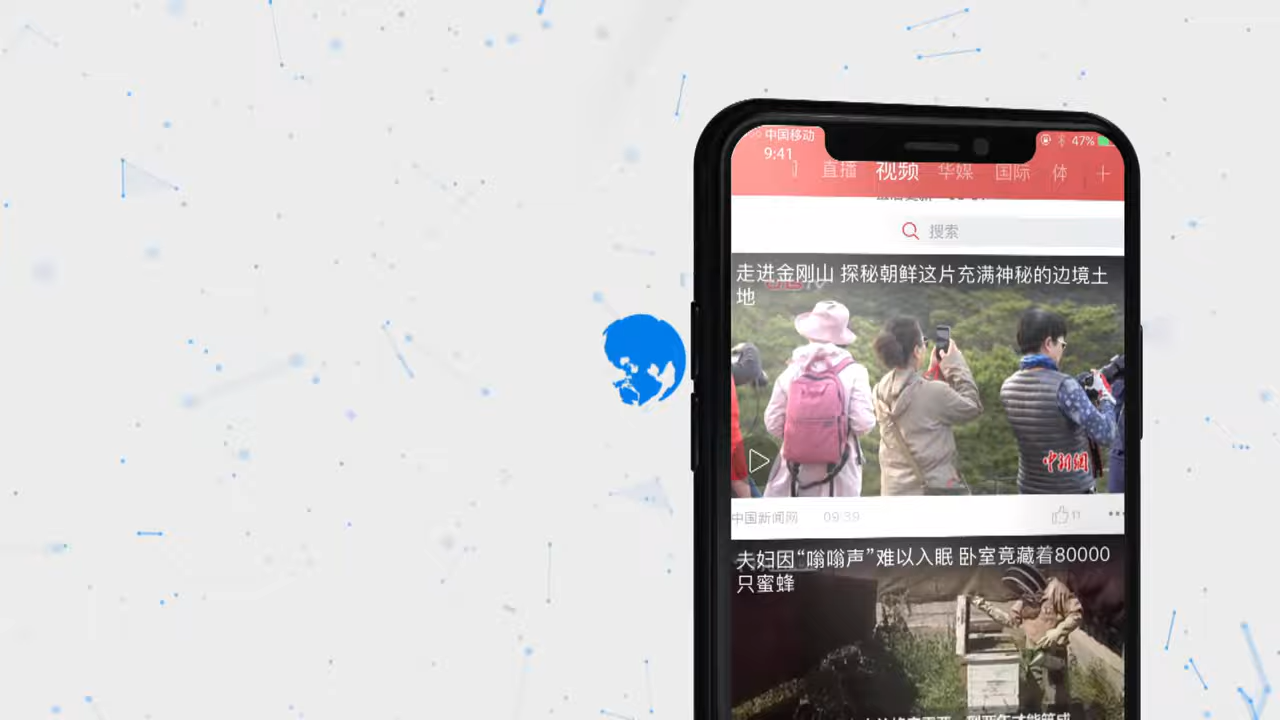 中国移动
9:41
47%
直播 视频 华媒 国际 体 +
搜索
走进金刚山 探秘朝鲜这片充满神秘的边境土
地
中新网
中国新闻网 09:39 11
夫妇因“嗡嗡声”难以入眠 卧室竟藏着80000
只蜜蜂